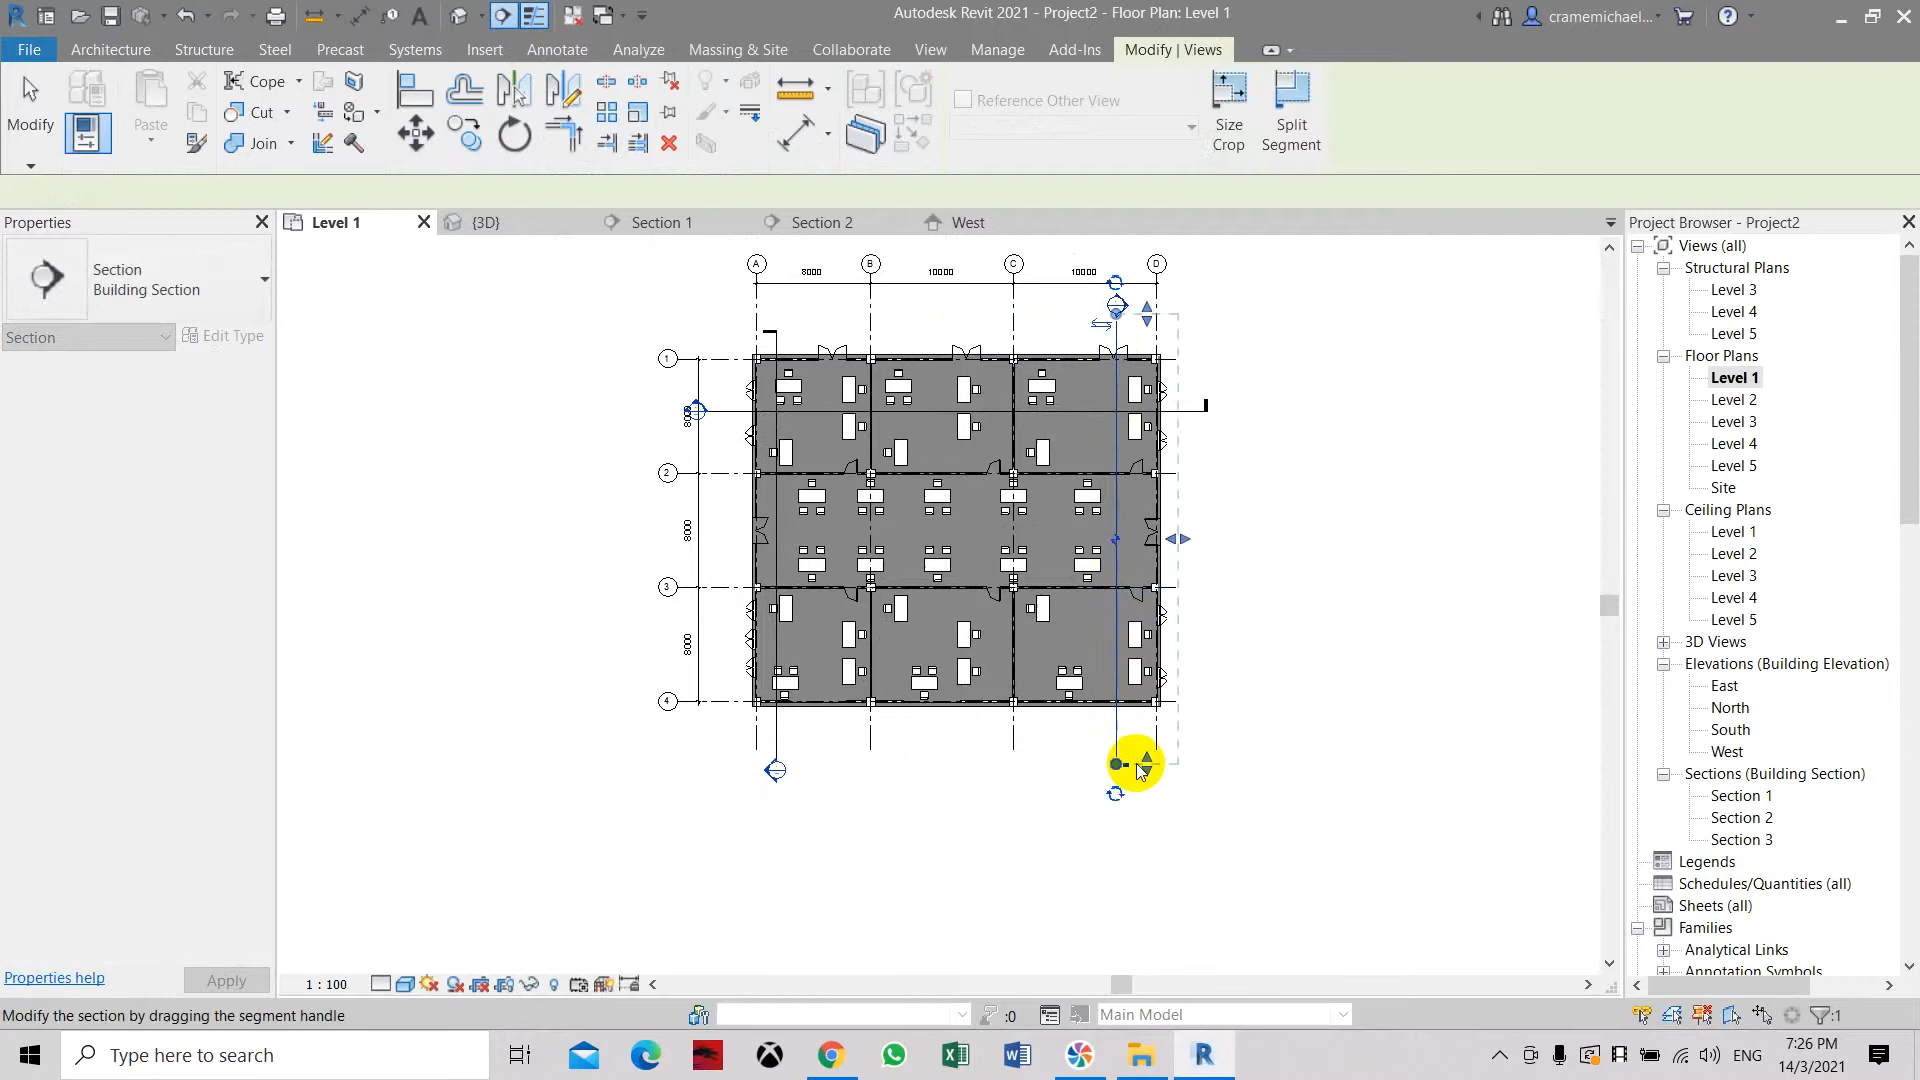 Autodesk Revit 2021 - Project2 - Floor Plan: Level 1
cramemichael...
File
Architecture
Structure
Steel
Precast
Systems
Insert
Annotate
Analyze
Massing & Site
Collaborate
View
Manage
Add-Ins
Modify | Views
Modify
Paste
Cope
Cut
Join
Reference Other View
Size
Crop
Split
Segment
Properties
Section
Building Section
Section
Edit Type
Properties help
Apply
Level 1
{3D}
Section 1
Section 2
West
A
B
C
D
8000
10000
10000
1
2
3
4
8000
8000
8000
1 : 100
Project Browser - Project2
Views (all)
Structural Plans
Level 3
Level 4
Level 5
Floor Plans
Level 1
Level 2
Level 3
Level 4
Level 5
Site
Ceiling Plans
Level 1
Level 2
Level 3
Level 4
Level 5
3D Views
Elevations (Building Elevation)
East
North
South
West
Sections (Building Section)
Section 1
Section 2
Section 3
Legends
Schedules/Quantities (all)
Sheets (all)
Families
Analytical Links
Annotation Symbols
Modify the section by dragging the segment handle
:0
Main Model
:1
Type here to search
ENG
7:26 PM
14/3/2021